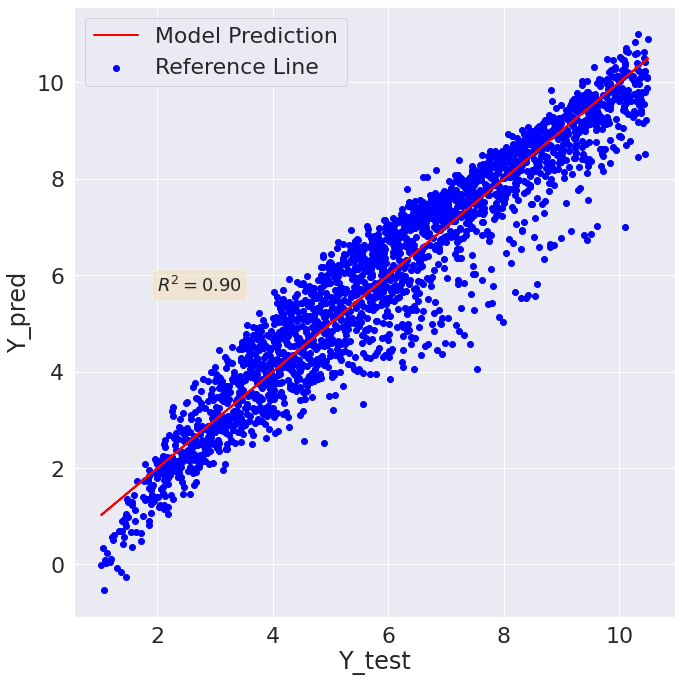 Model Prediction
Reference Line
10
8
6
4
2
0
R² = 0.90
Y_pred
2 4 6 8 10
Y_test